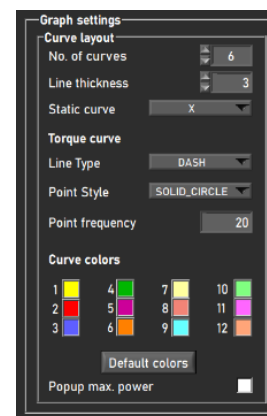 Graph settings
Curve layout
No. of curves 6
Line thickness 3
Static curve X
Torque curve
Line Type DASH
Point Style SOLID_CIRCLE
Point frequency 20
Curve colors
1 4 7 10
2 5 8 11
3 6 9 12
Default colors
Popup max. power